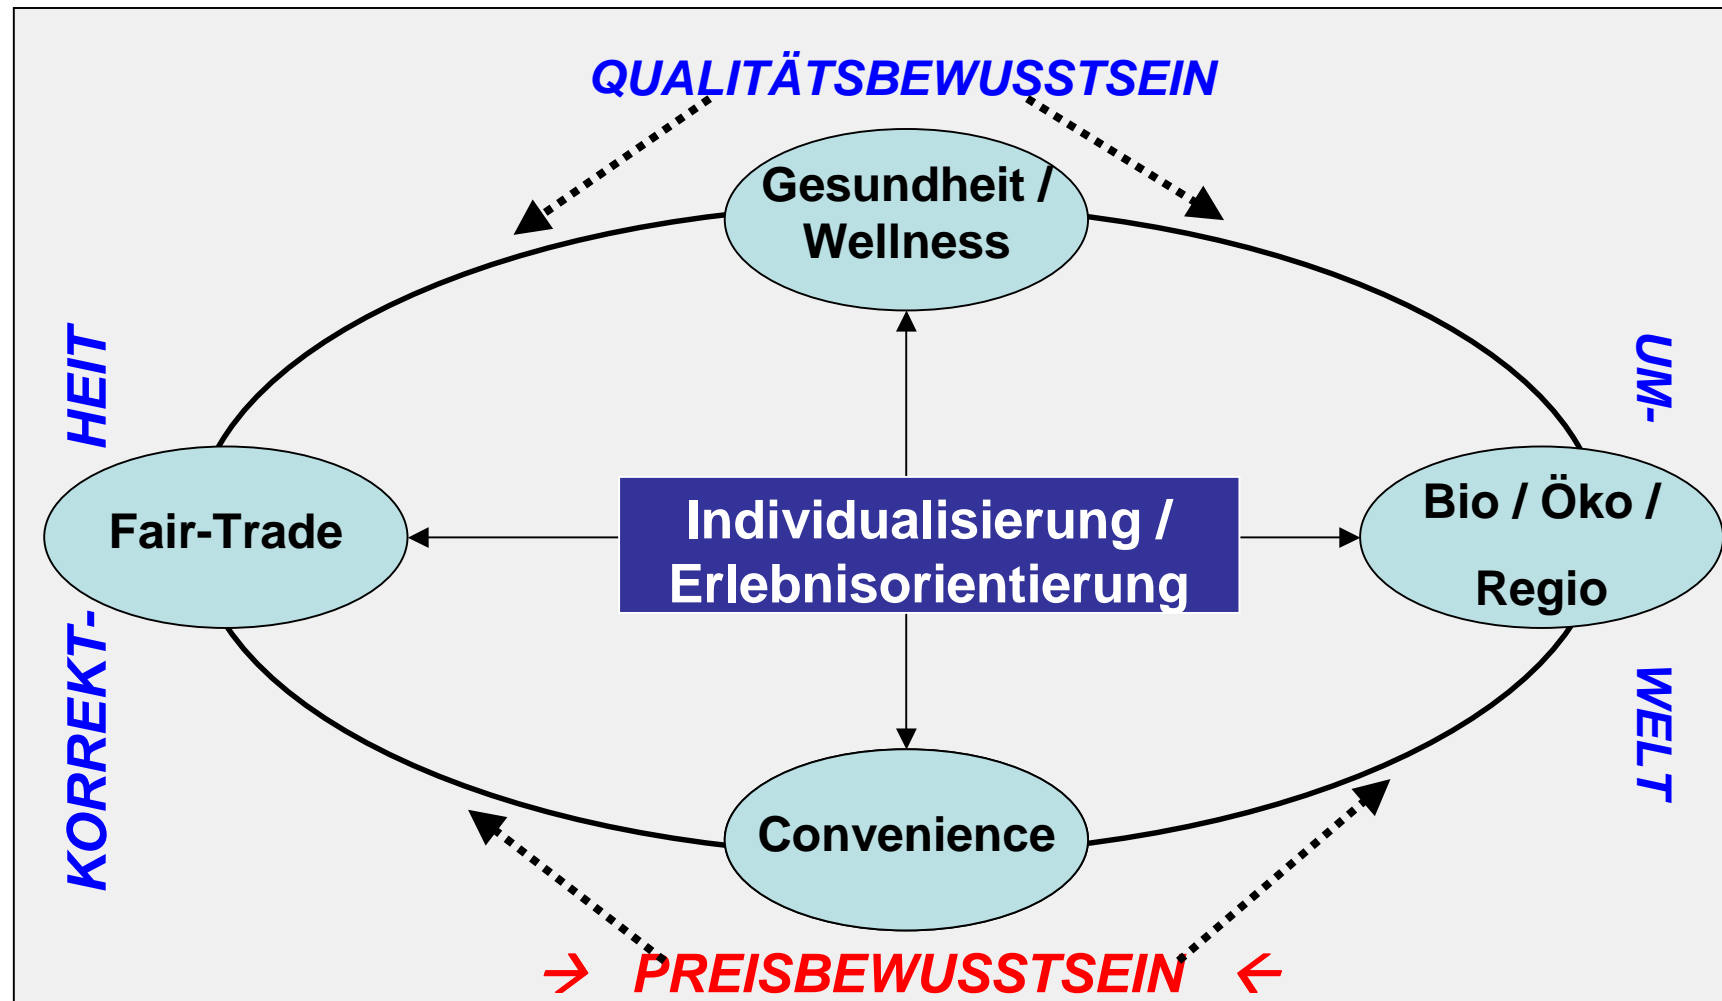 QUALITÄTSBEWUSSTSEIN
Gesundheit /
Wellness
HEIT
UM-
Fair-Trade
Individualisierung /
Erlebnisorientierung
Bio / Öko /
Regio
KORREKT-
WELT
Convenience
→ PREISBEWUSSTSEIN ←